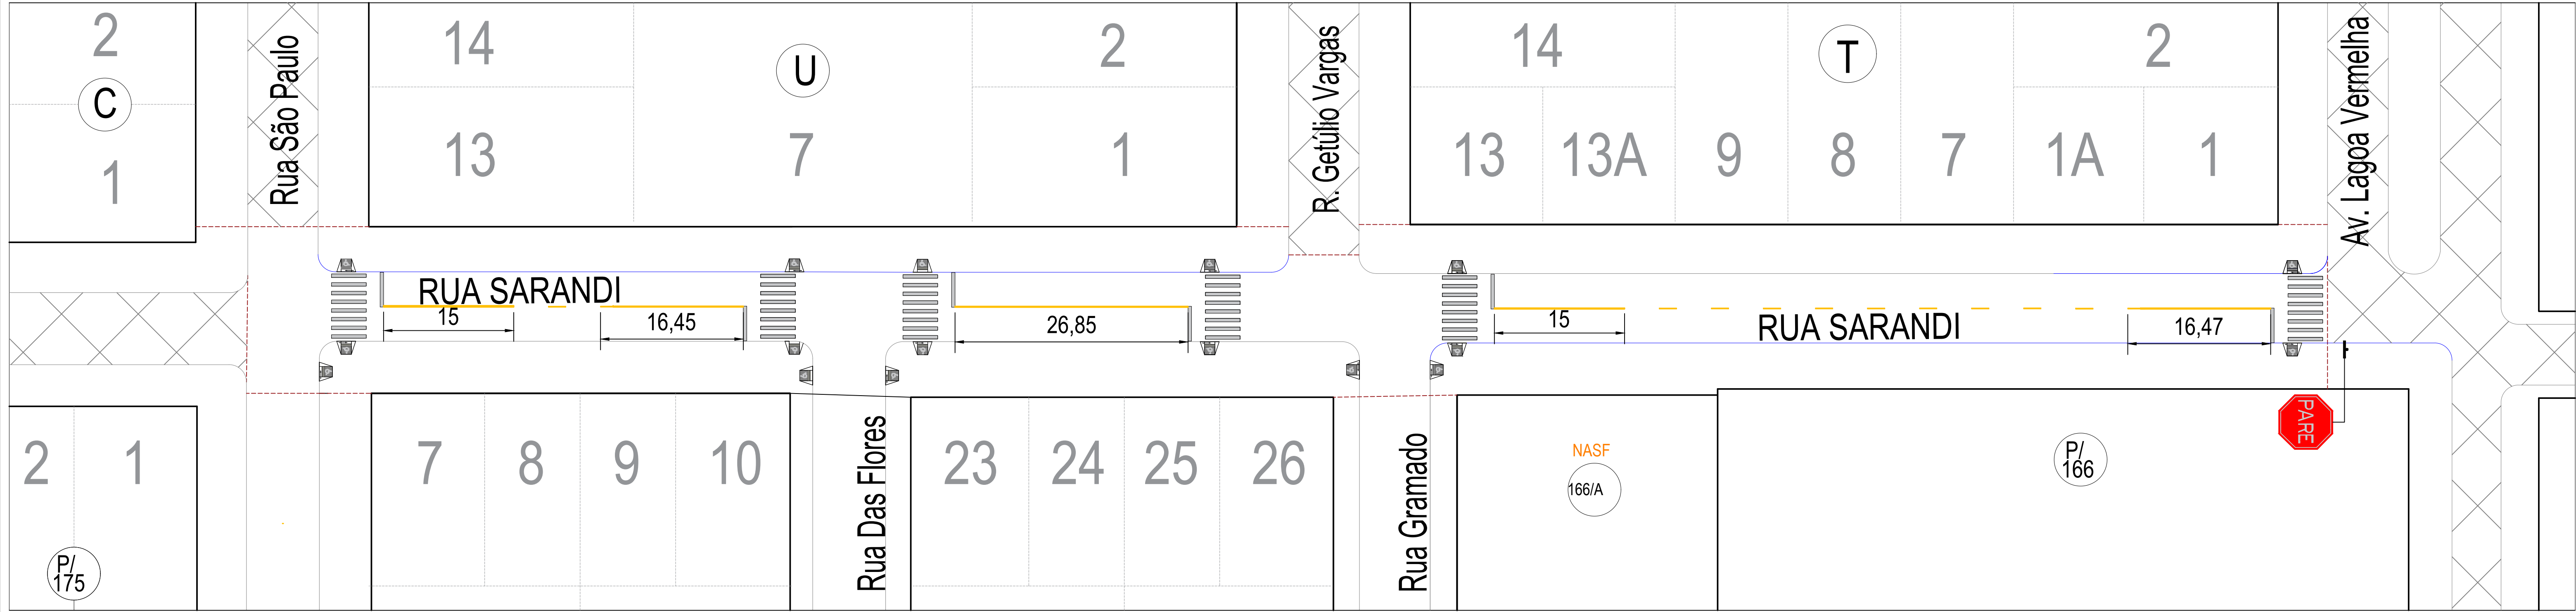 2
C
1
Rua São Paulo
14
U
2
13
7
1
R. Getúlio Vargas
14
T
2
13
13A
9
8
7
1A
1
Av. Lagoa Vermelha
RUA SARANDI
15
16,45
26,85
15
RUA SARANDI
16,47
PARE
2
1
P/
175
7
8
9
10
Rua Das Flores
23
24
25
26
Rua Gramado
NASF
166/A
P/
166